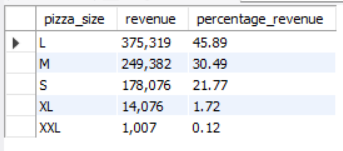 pizza_size revenue percentage_revenue
L 375,319 45.89
M 249,382 30.49
S 178,076 21.77
XL 14,076 1.72
XXL 1,007 0.12